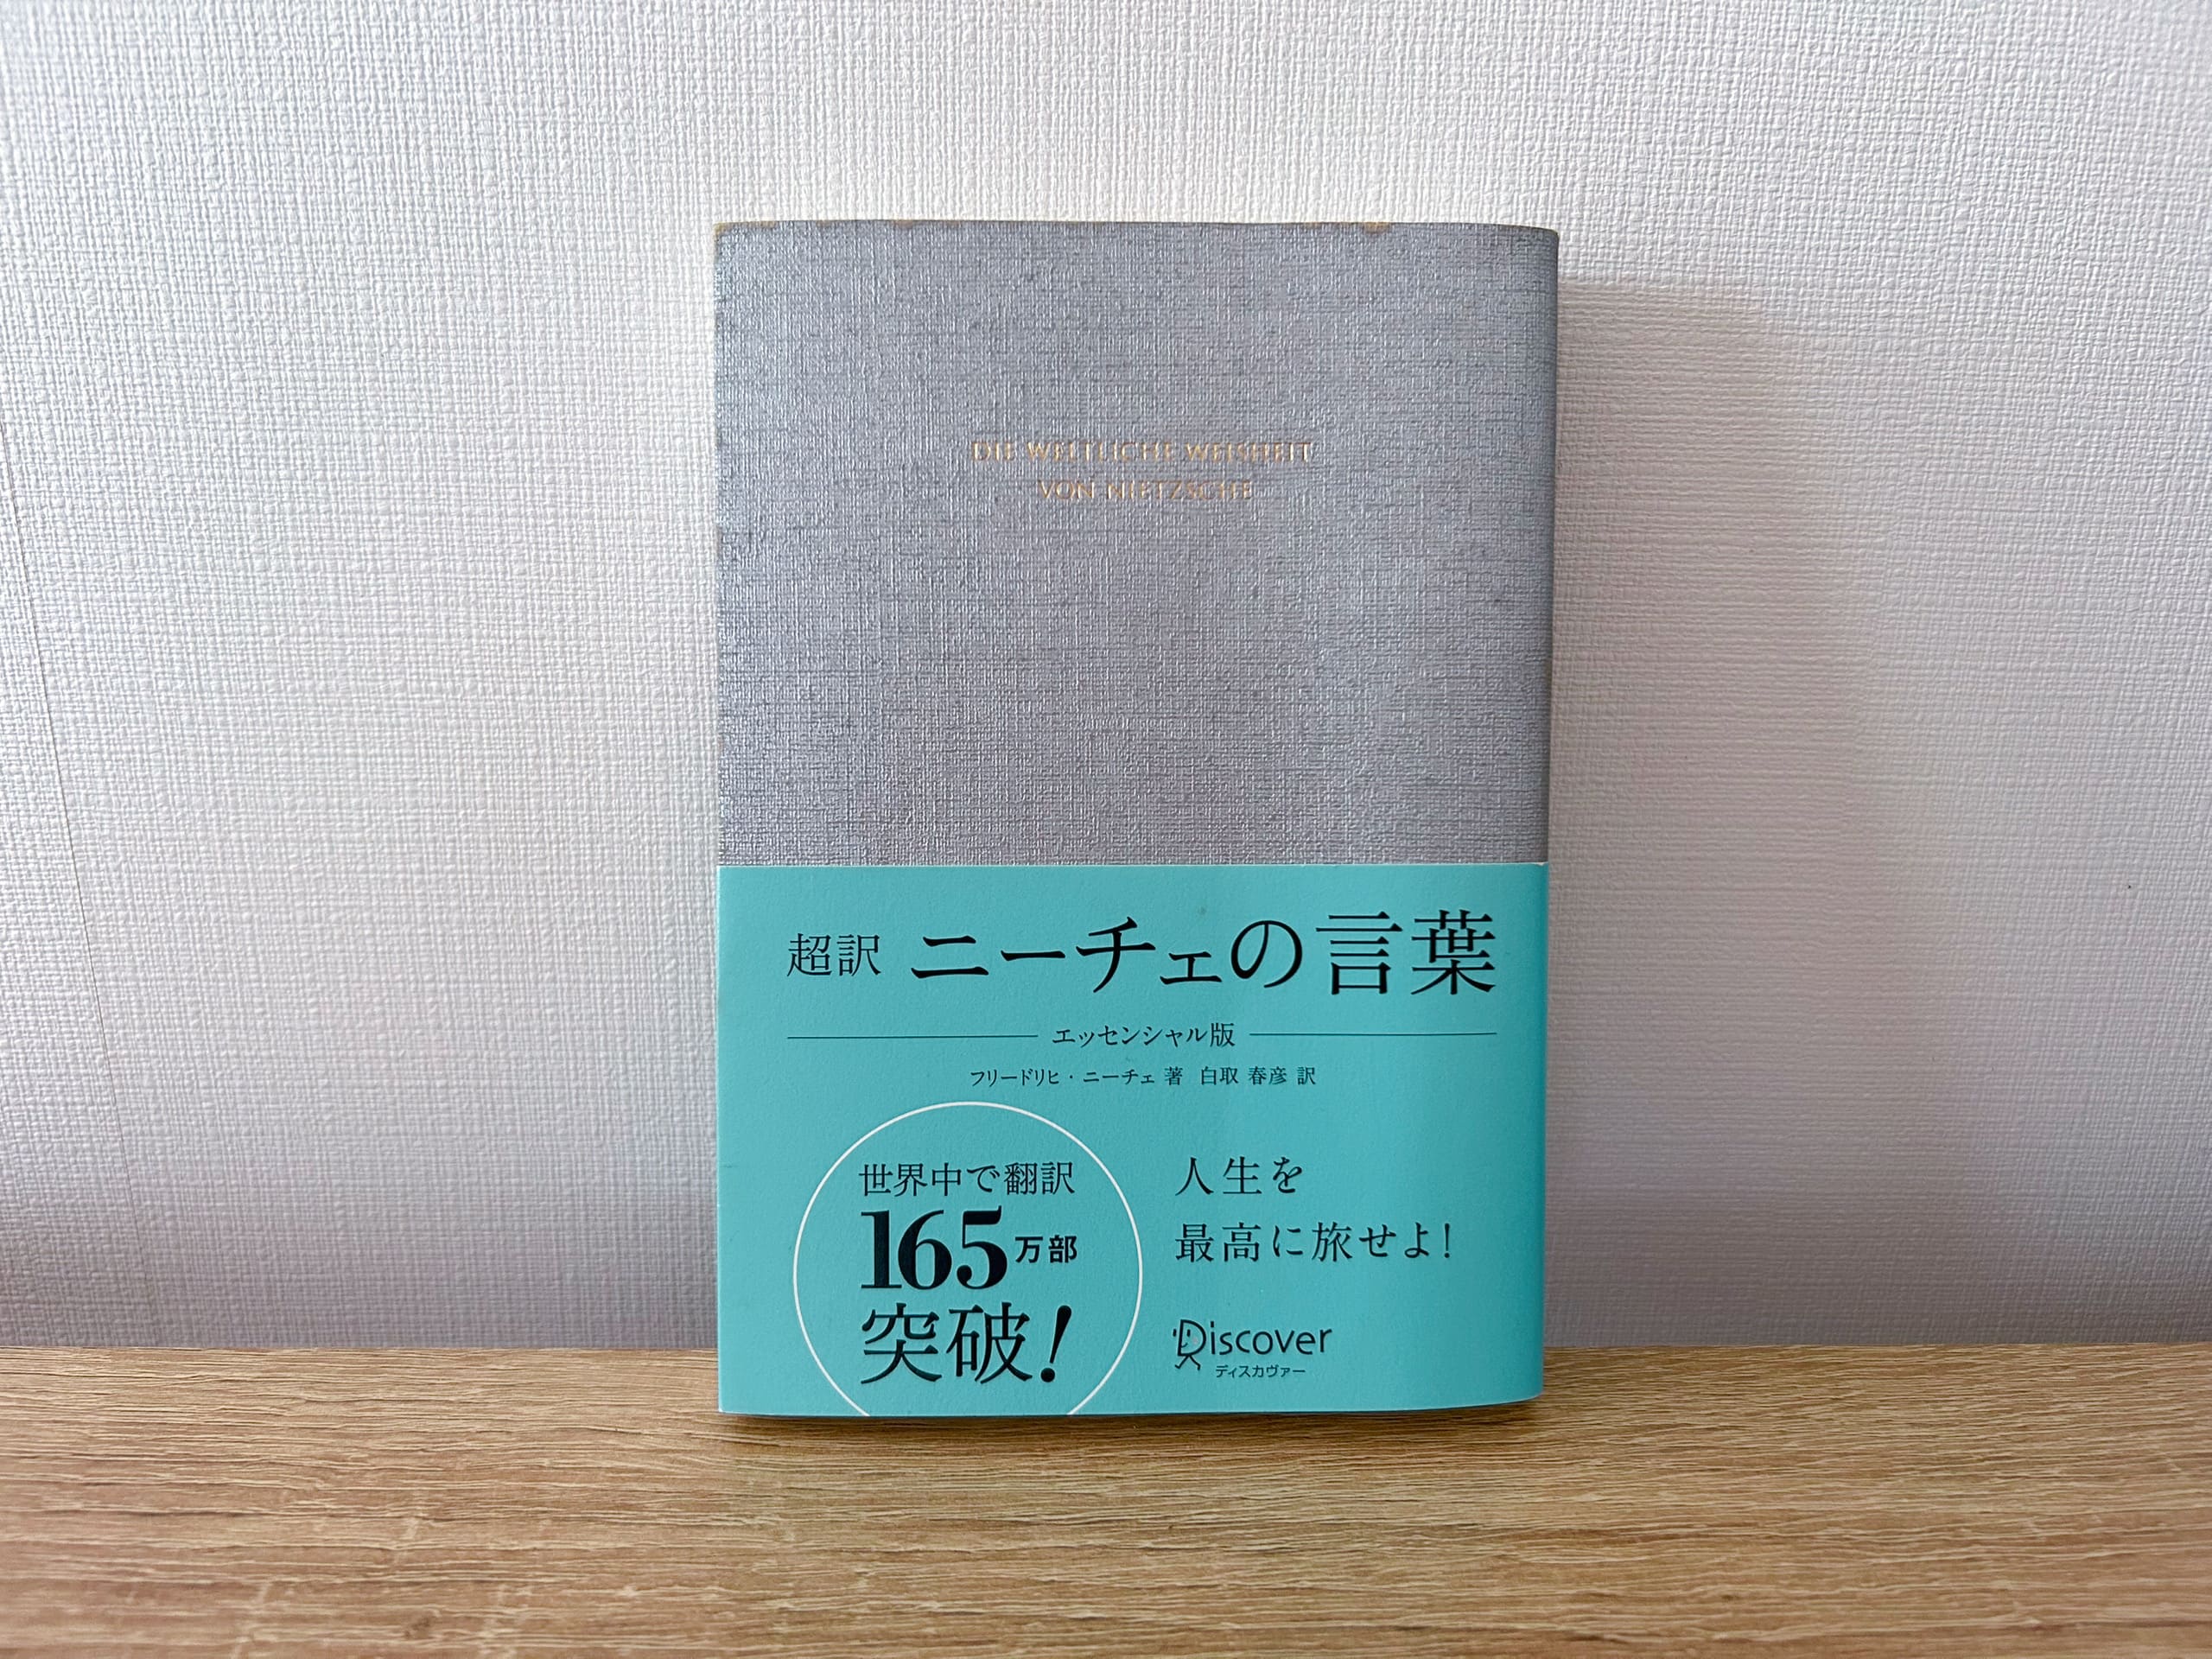 DIE WELTLICHE WEISHEIT
VON NIETZSCHE
超訳 ニーチェの言葉
エッセンシャル版
フリードリヒ・ニーチェ 著 白取 春彦 訳
世界中で翻訳
165万部
突破!
人生を
最高に旅せよ!
Discover
ディスカヴァー